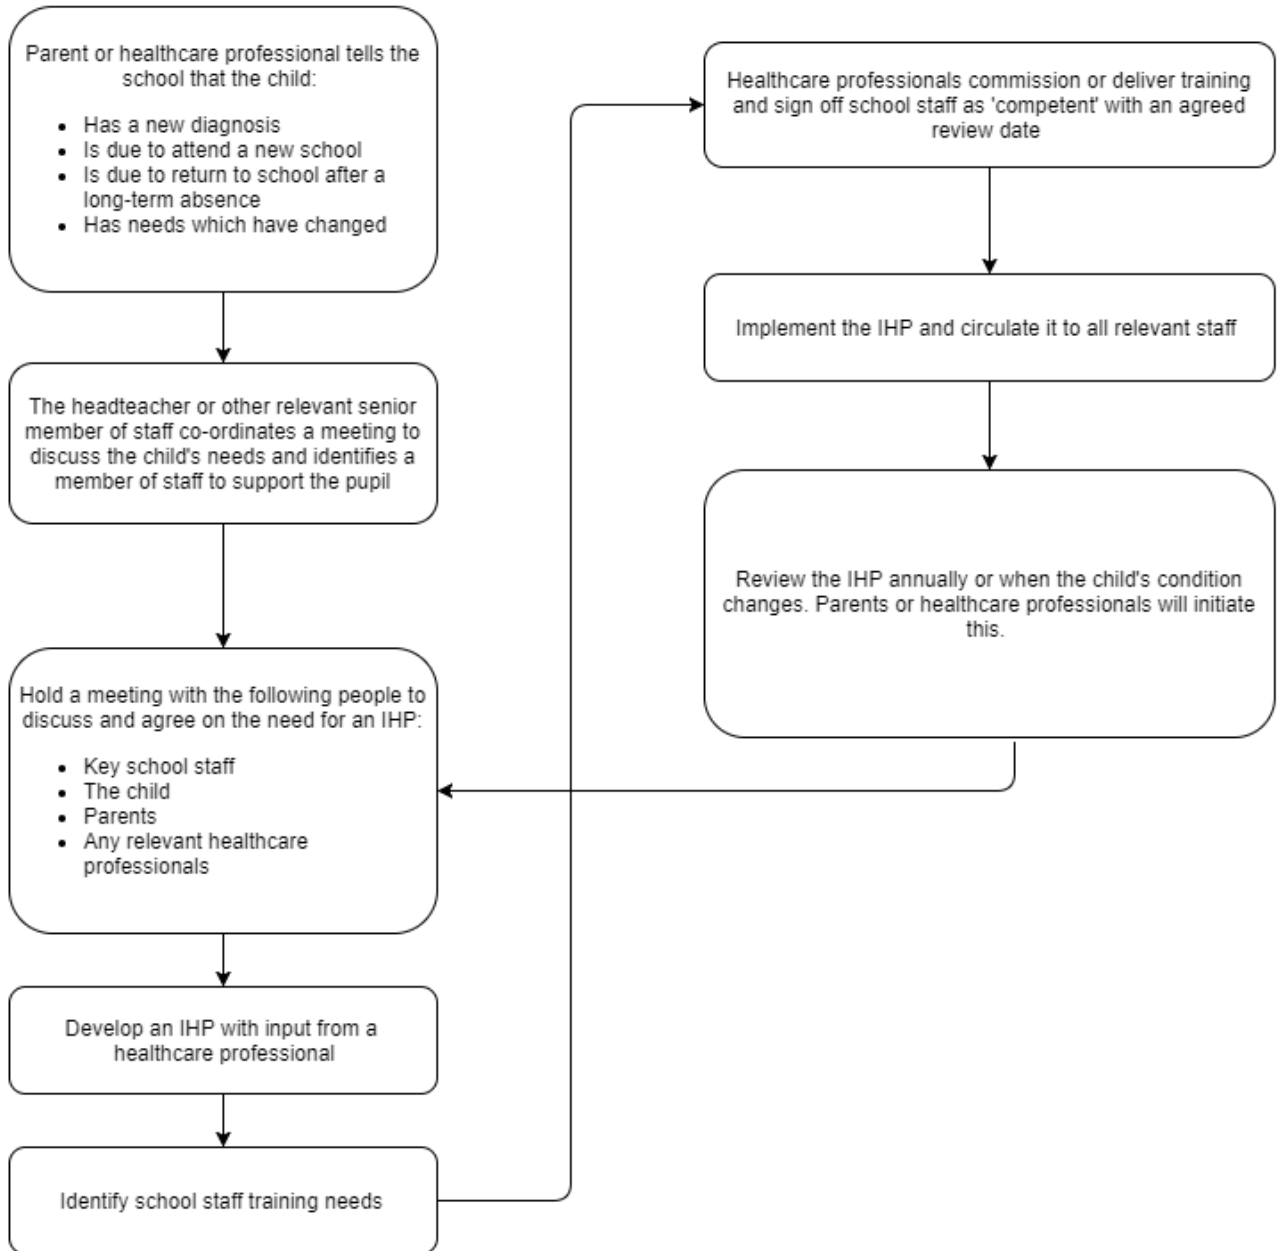 Parent or healthcare professional tells the
school that the child:
• Has a new diagnosis
• Is due to attend a new school
• Is due to return to school after a
long-term absence
• Has needs which have changed
The headteacher or other relevant senior
member of staff co-ordinates a meeting to
discuss the child's needs and identifies a
member of staff to support the pupil
Hold a meeting with the following people to
discuss and agree on the need for an IHP:
• Key school staff
• The child
• Parents
• Any relevant healthcare
professionals
Develop an IHP with input from a
healthcare professional
Identify school staff training needs
Healthcare professionals commission or deliver training
and sign off school staff as 'competent' with an agreed
review date
Implement the IHP and circulate it to all relevant staff
Review the IHP annually or when the child's condition
changes. Parents or healthcare professionals will initiate
this.